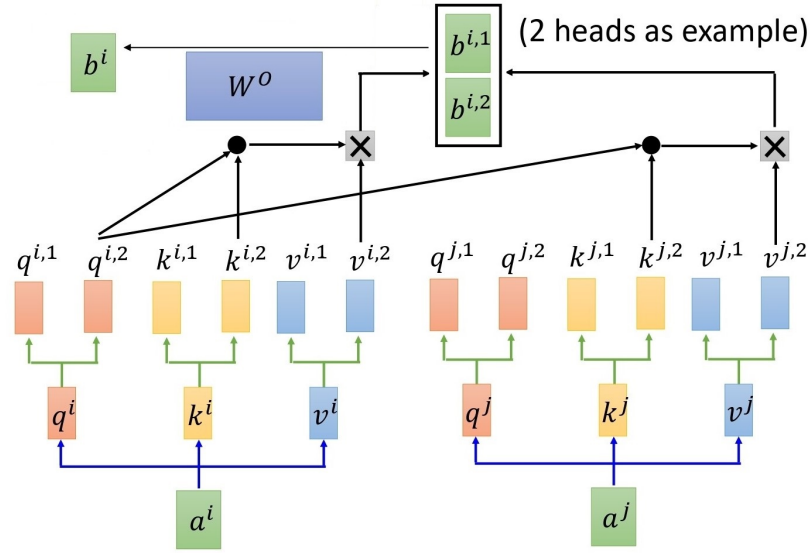 b^{i,1} (2 heads as example)
b^i
W^O
b^{i,2}
q^{i,1} q^{i,2} k^{i,1} k^{i,2} v^{i,1} v^{i,2} q^{j,1} q^{j,2} k^{j,1} k^{j,2} v^{j,1} v^{j,2}
q^i k^i v^i q^j k^j v^j
a^i a^j